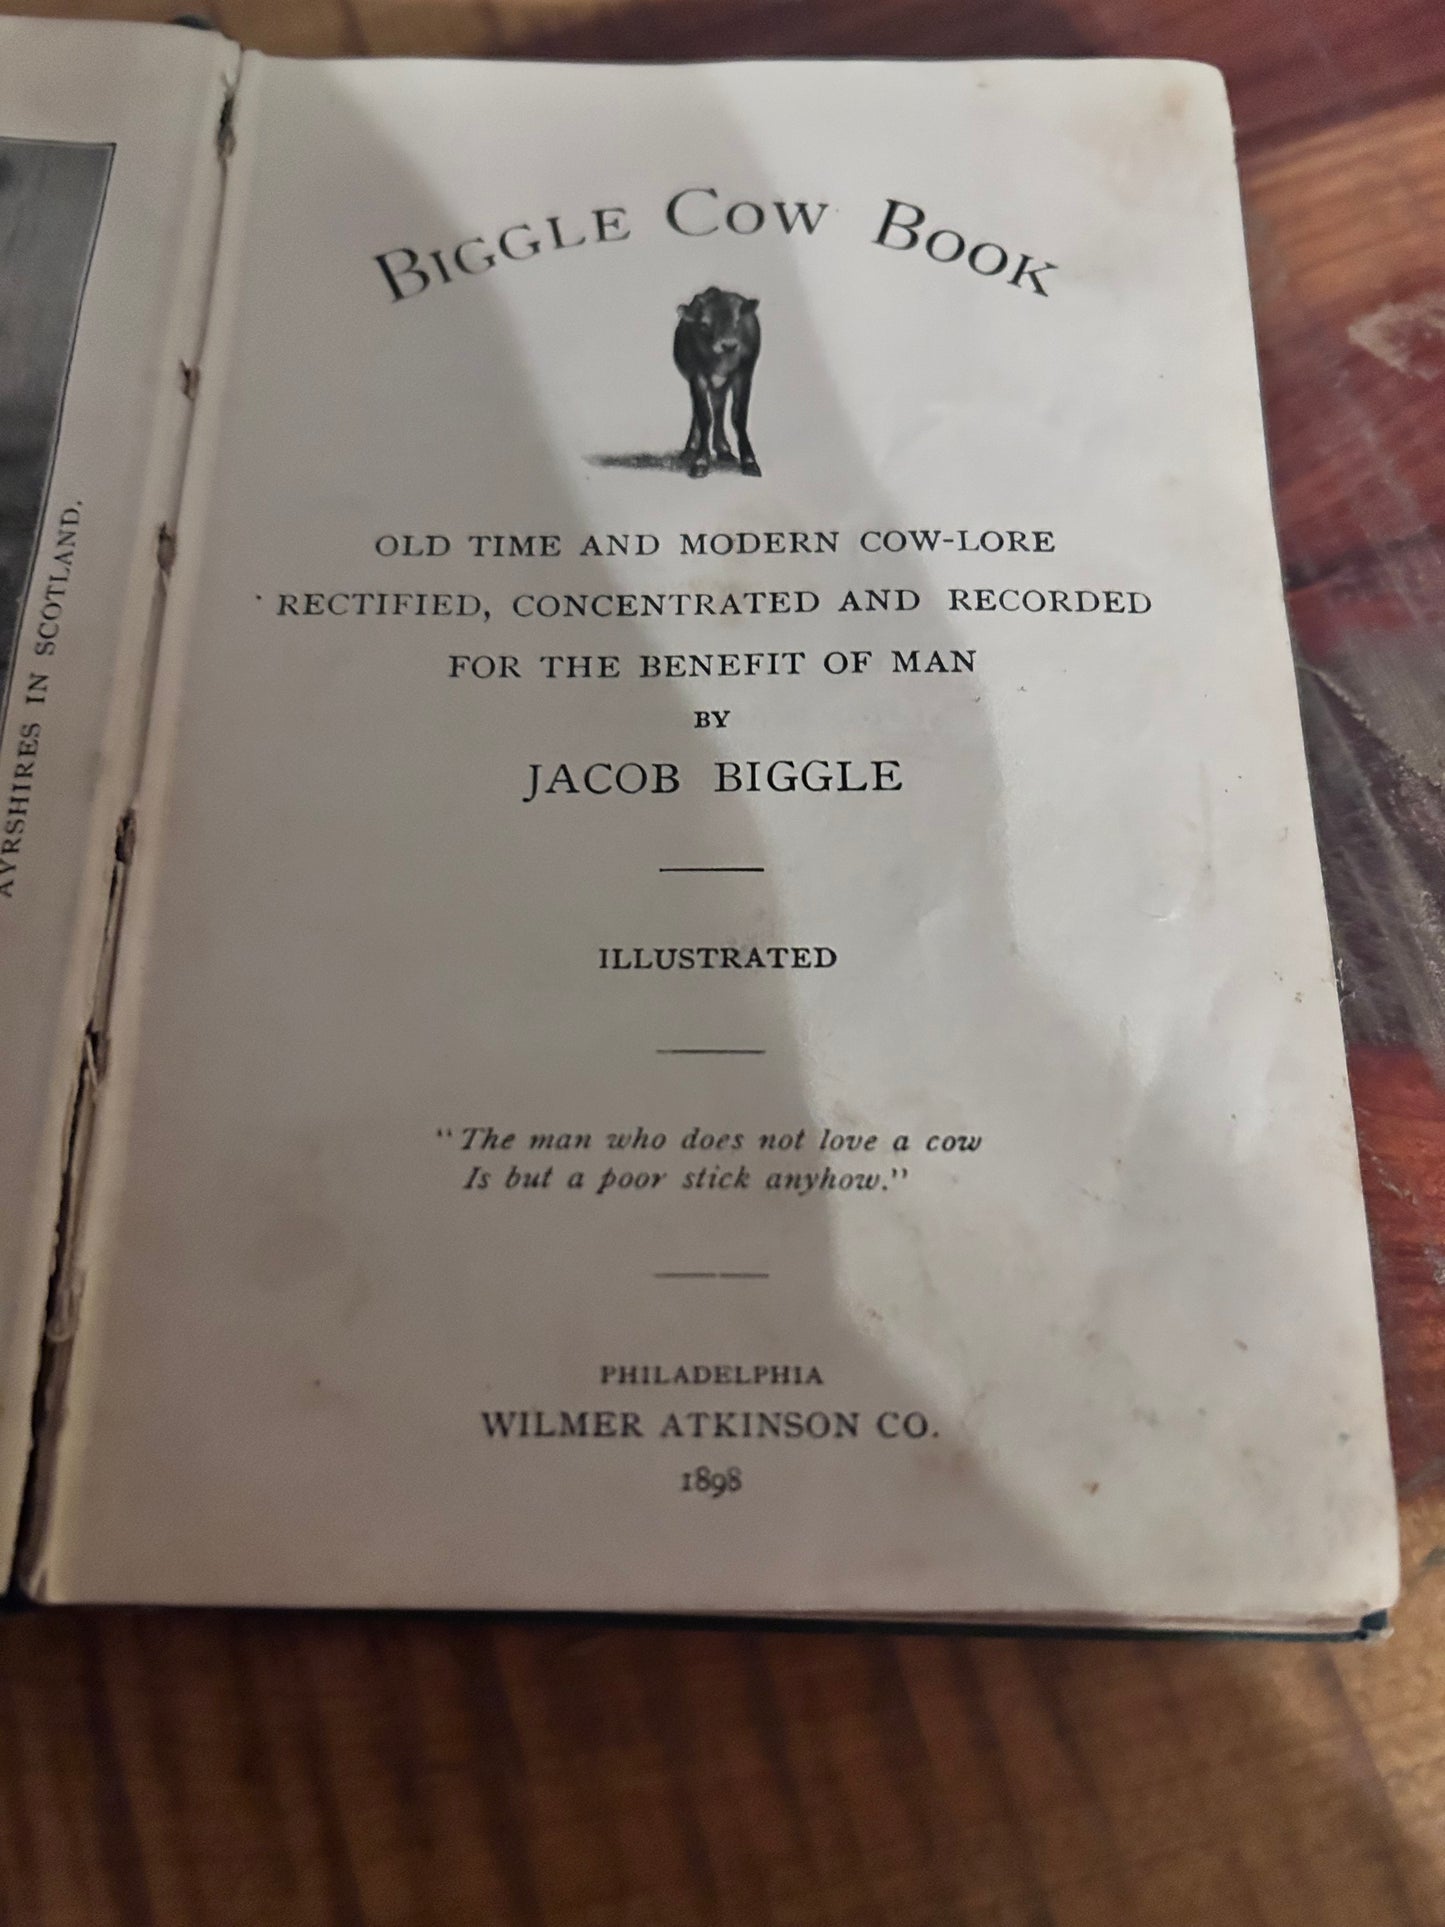 AYRSHIRES IN SCOTLAND.
BIGGLE COW BOOK
OLD TIME AND MODERN COW-LORE
RECTIFIED, CONCENTRATED AND RECORDED
FOR THE BENEFIT OF MAN
BY
JACOB BIGGLE
ILLUSTRATED
"The man who does not love a cow
Is but a poor stick anyhow."
PHILADELPHIA
WILMER ATKINSON CO.
1898